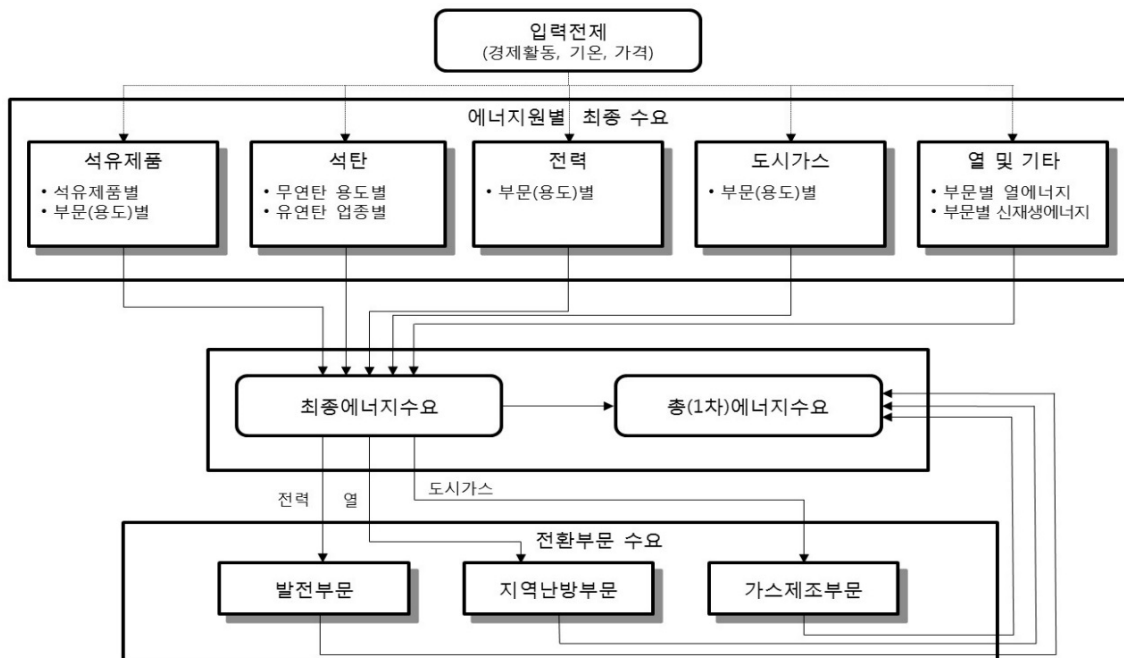 입력전제
(경제활동, 기온, 가격)
에너지원별 최종 수요
석유제품
• 석유제품별
• 부문(용도)별
석탄
• 무연탄 용도별
• 유연탄 업종별
전력
• 부문(용도)별
도시가스
• 부문(용도)별
열 및 기타
• 부문별 열에너지
• 부문별 신재생에너지
최종에너지수요
총(1차)에너지수요
전력
열
도시가스
전환부문 수요
발전부문
지역난방부문
가스제조부문